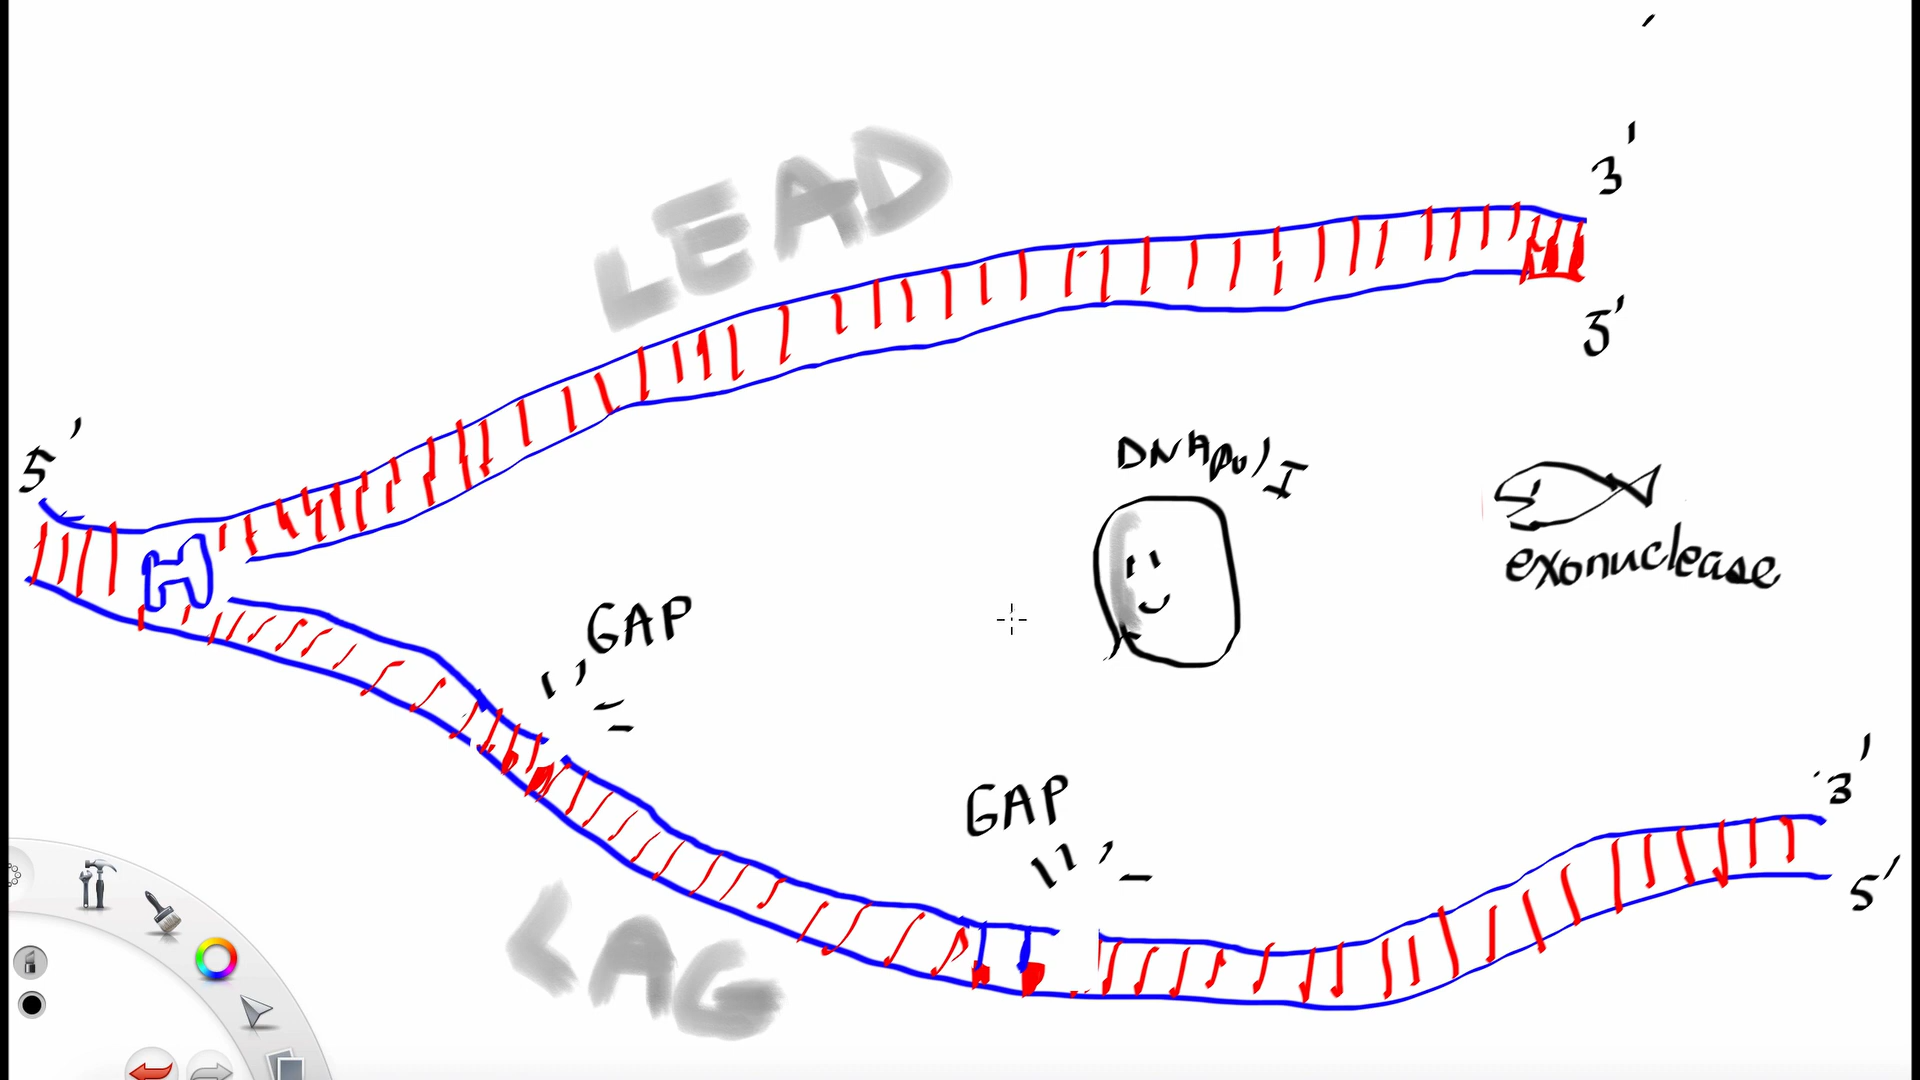 3'
LEAD
5'
5'
DNA pol I
H
exonuclease
GAP
GAP
3'
5'
LAG